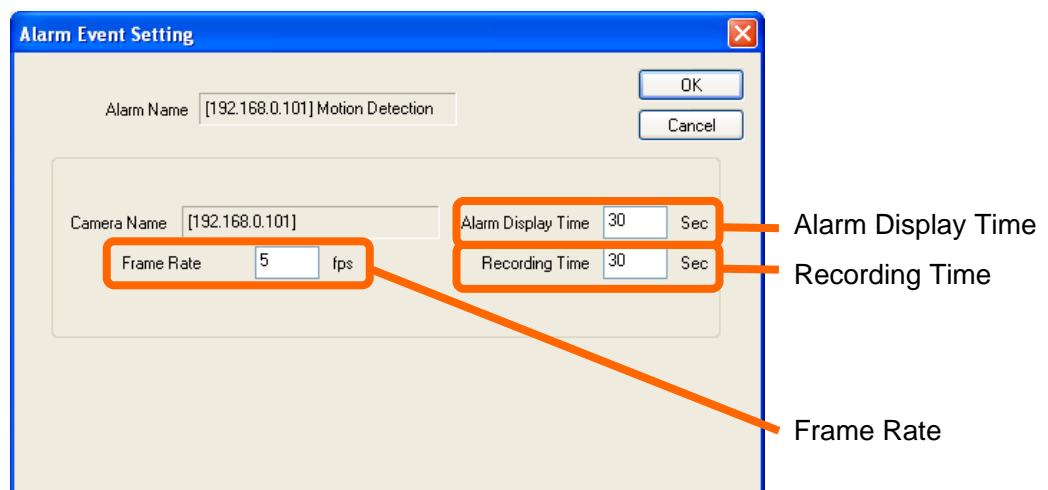 Alarm Event Setting
OK
Alarm Name [192.168.0.101] Motion Detection
Cancel
Camera Name [192.168.0.101] Alarm Display Time 30 Sec
Alarm Display Time
Frame Rate 5 fps Recording Time 30 Sec
Recording Time
Frame Rate